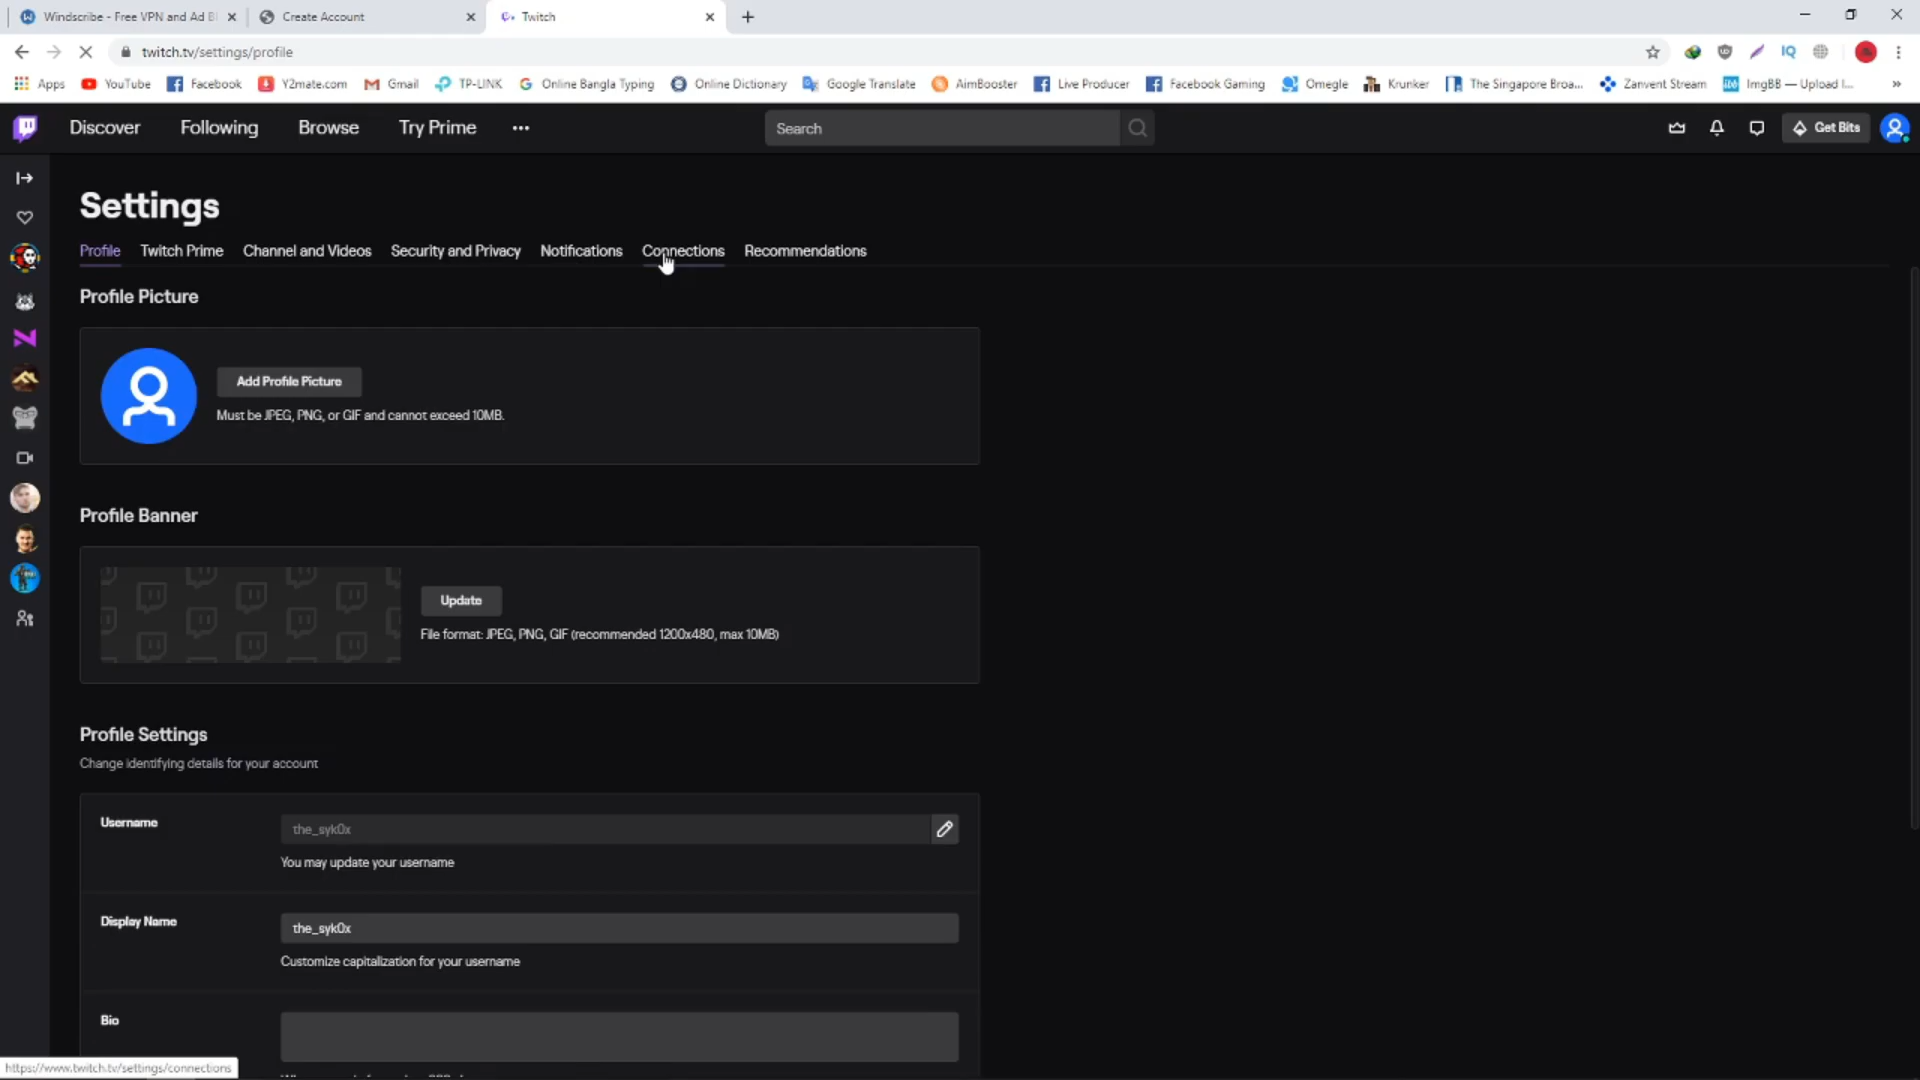 Windscribe - Free VPN and Ad Bl
Create Account
Twitch
twitch.tv/settings/profile
Apps
YouTube
Facebook
Y2mate.com
Gmail
TP-LINK
Online Bangla Typing
Online Dictionary
Google Translate
AimBooster
Live Producer
Facebook Gaming
Omegle
Krunker
The Singapore Broa...
Zanvent Stream
ImgBB — Upload I...
IQ
Discover
Following
Browse
Try Prime
Search
Get Bits
Settings
Profile
Twitch Prime
Channel and Videos
Security and Privacy
Notifications
Connections
Recommendations
Profile Picture
Add Profile Picture
Must be JPEG, PNG, or GIF and cannot exceed 10MB.
Profile Banner
Update
File format: JPEG, PNG, GIF (recommended 1200x480, max 10MB)
Profile Settings
Change identifying details for your account
Username
the_syk0x
You may update your username
Display Name
the_syk0x
Customize capitalization for your username
Bio
https://www.twitch.tv/settings/connections